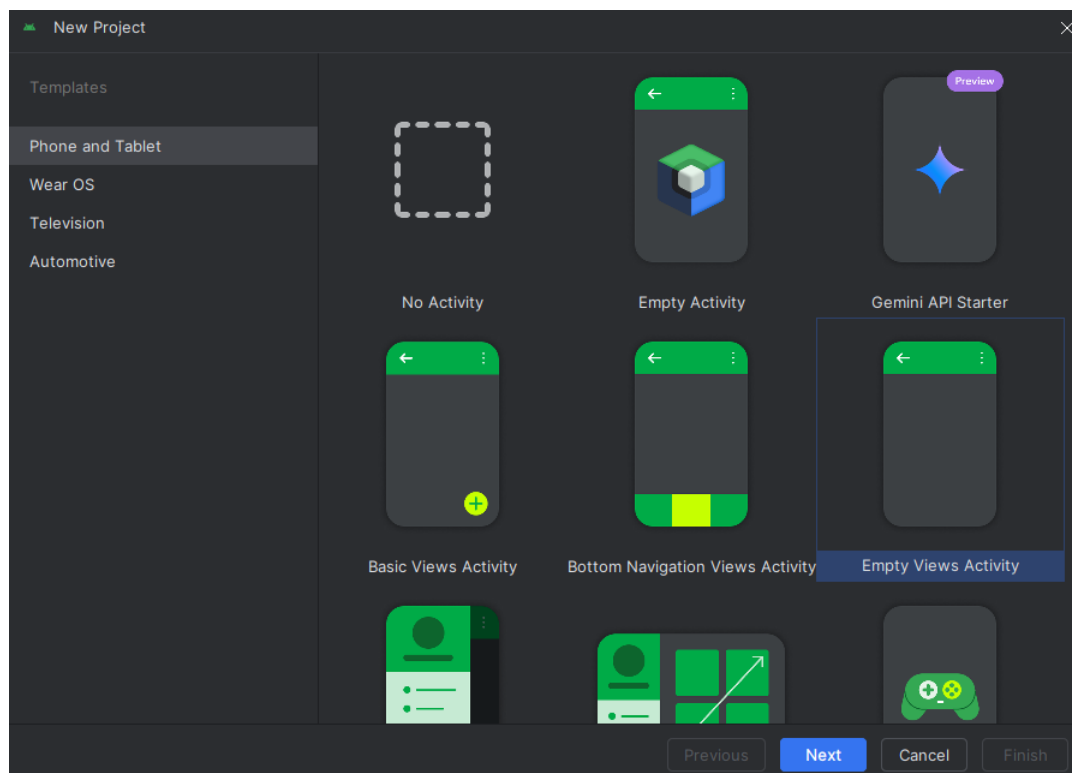 New Project
Templates
Phone and Tablet
Wear OS
Television
Automotive
Preview
No Activity
Empty Activity
Gemini API Starter
Basic Views Activity
Bottom Navigation Views Activity
Empty Views Activity
Previous
Next
Cancel
Finish